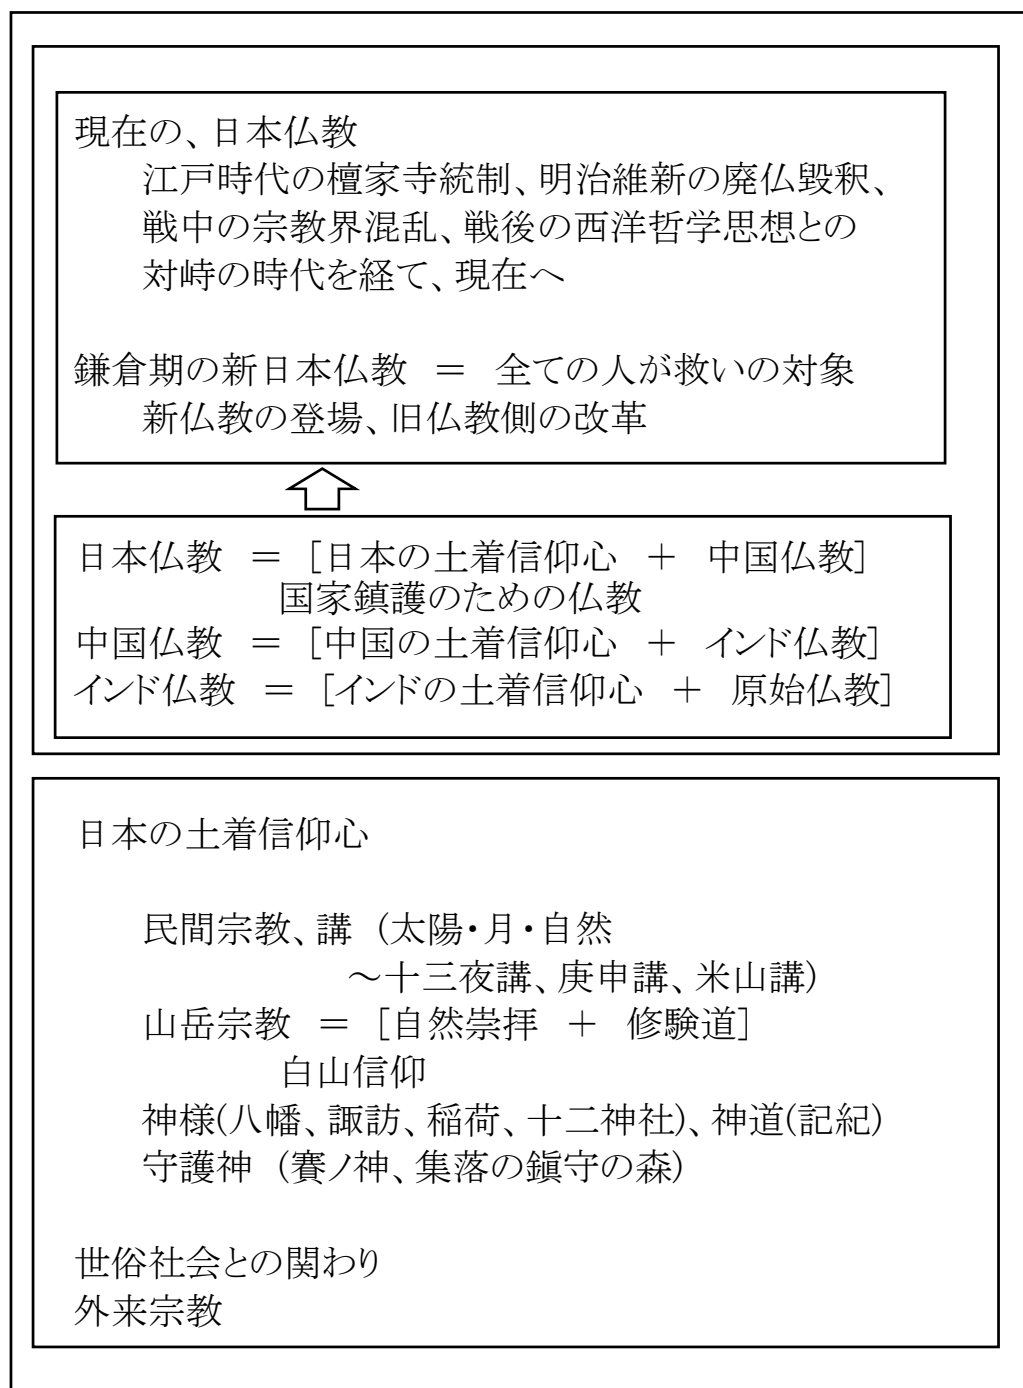 現在の、日本仏教
江戸時代の檀家寺統制、明治維新の廃仏毀釈、
戦中の宗教界混乱、戦後の西洋哲学思想との
対峙の時代を経て、現在へ
鎌倉期の新日本仏教 ＝ 全ての人が救いの対象
新仏教の登場、旧仏教側の改革
日本仏教 ＝ [日本の土着信仰心 ＋ 中国仏教]
国家鎮護のための仏教
中国仏教 ＝ [中国の土着信仰心 ＋ インド仏教]
インド仏教 ＝ [インドの土着信仰心 ＋ 原始仏教]
日本の土着信仰心
民間宗教、講 (太陽・月・自然
～十三夜講、庚申講、米山講)
山岳宗教 ＝ [自然崇拝 ＋ 修験道]
白山信仰
神様(八幡、諏訪、稲荷、十二神社)、神道(記紀)
守護神 (賽ノ神、集落の鎮守の森)
世俗社会との関わり
外来宗教